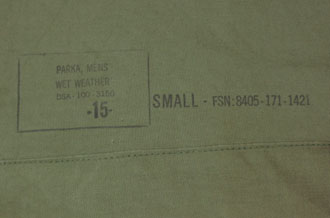 PARKA, MENS
WET WEATHER
DSA-100-3150
-15-
SMALL - FSN:8405-171-1421